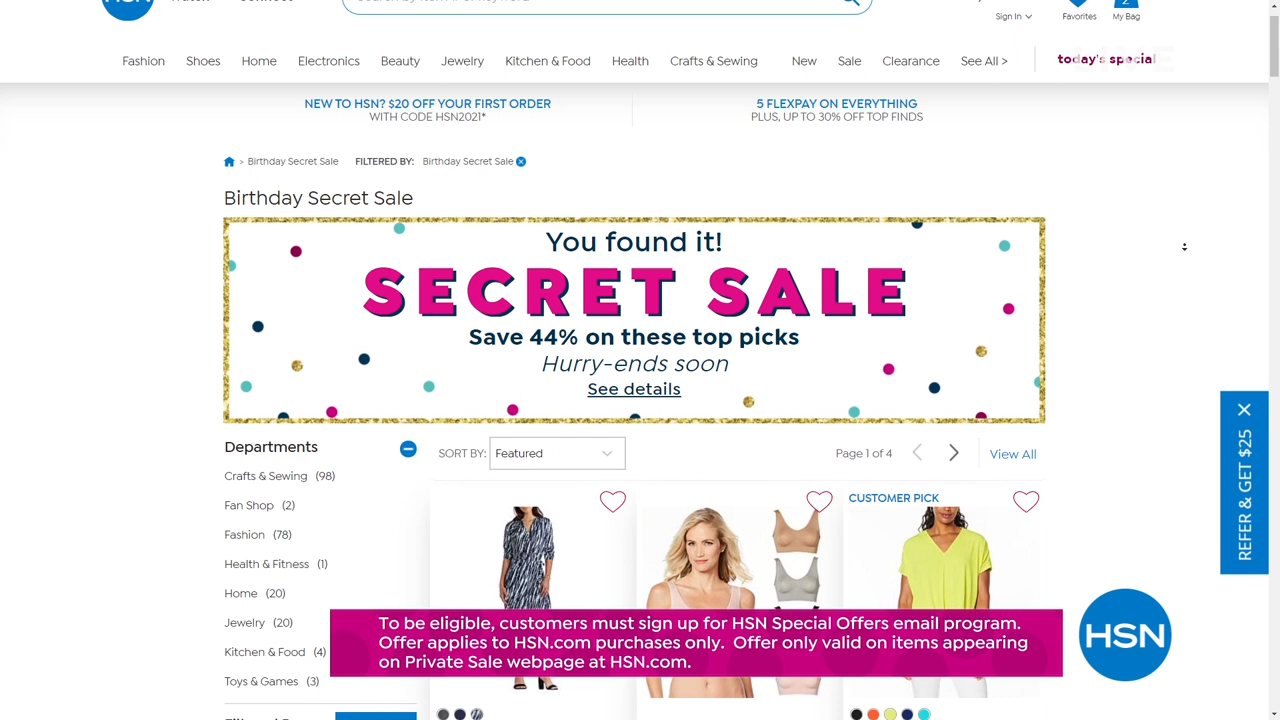 HSN
Sign In
Favorites
2
My Bag
Fashion
Shoes
Home
Electronics
Beauty
Jewelry
Kitchen & Food
Health
Crafts & Sewing
New
Sale
Clearance
See All >
today's special
NEW TO HSN? $20 OFF YOUR FIRST ORDER
WITH CODE HSN2021*
5 FLEXPAY ON EVERYTHING
PLUS, UP TO 30% OFF TOP FINDS
> Birthday Secret Sale FILTERED BY: Birthday Secret Sale
Birthday Secret Sale
You found it!
SECRET SALE
Save 44% on these top picks
Hurry-ends soon
See details
Departments
Crafts & Sewing (98)
Fan Shop (2)
Fashion (78)
Health & Fitness (1)
Home (20)
Jewelry (20)
Kitchen & Food (4)
Toys & Games (3)
SORT BY: Featured
Page 1 of 4
View All
CUSTOMER PICK
REFER & GET $25
To be eligible, customers must sign up for HSN Special Offers email program.
Offer applies to HSN.com purchases only. Offer only valid on items appearing
on Private Sale webpage at HSN.com.
HSN